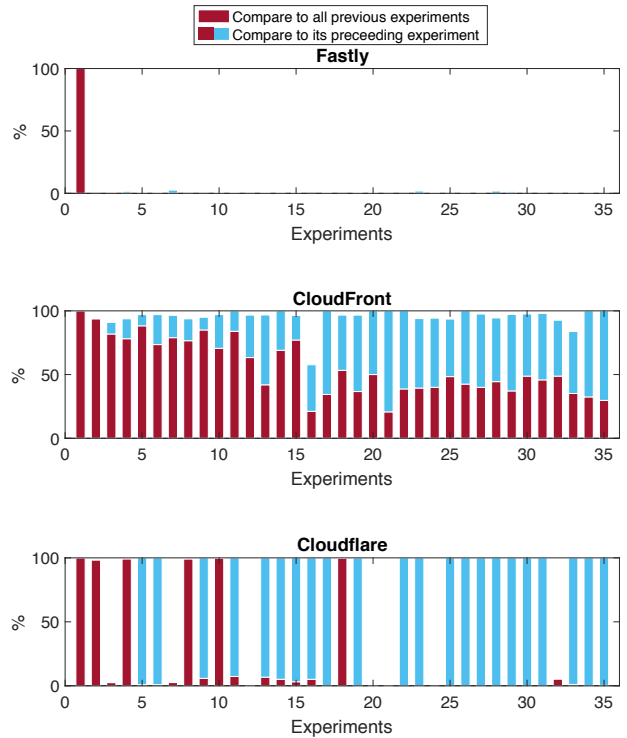 Compare to all previous experiments
Compare to its preceeding experiment
Fastly
100
50
0
%
0 5 10 15 20 25 30 35
Experiments
CloudFront
100
50
0
%
0 5 10 15 20 25 30 35
Experiments
Cloudflare
100
50
0
%
0 5 10 15 20 25 30 35
Experiments